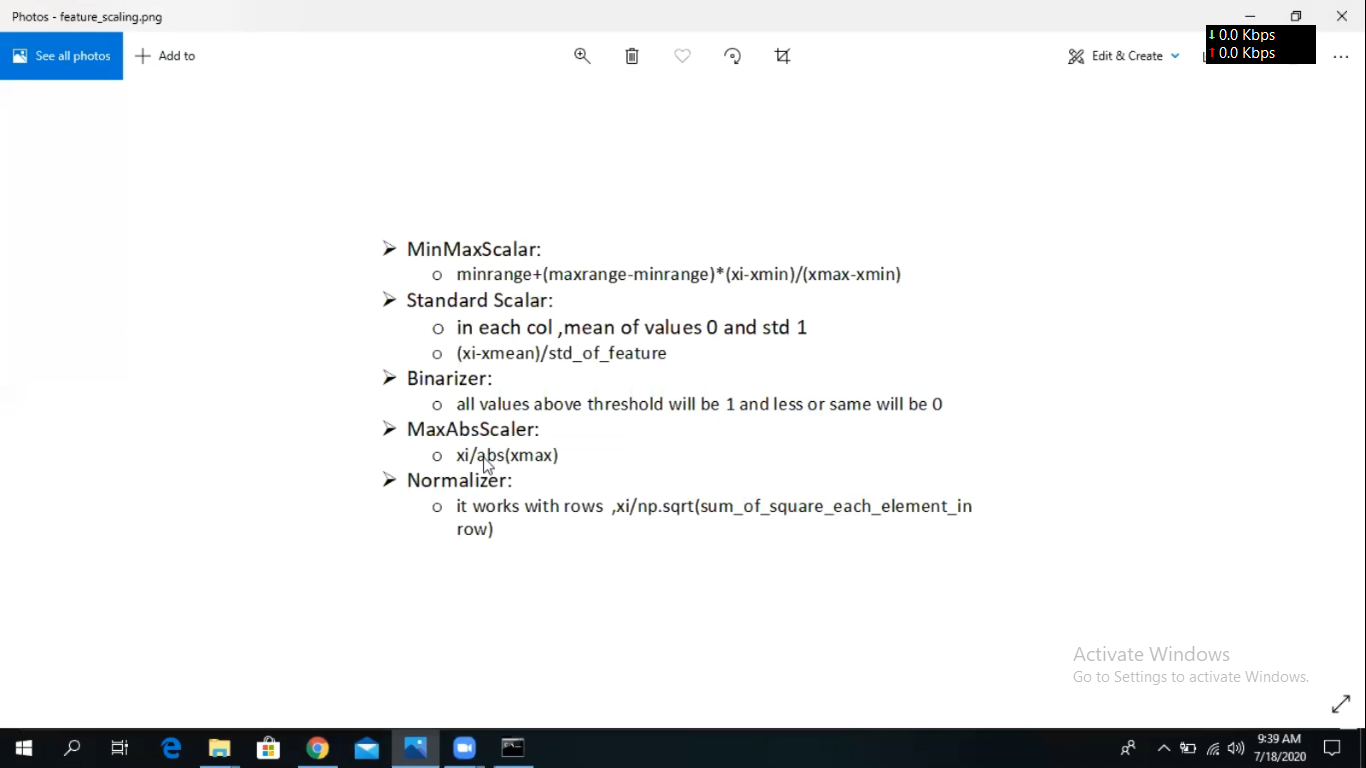 Photos - feature_scaling.png
See all photos
Add to
Edit & Create
0.0 Kbps
0.0 Kbps
➢ MinMaxScalar:
o minrange+(maxrange-minrange)*(xi-xmin)/(xmax-xmin)
➢ Standard Scalar:
o in each col ,mean of values 0 and std 1
o (xi-xmean)/std_of_feature
➢ Binarizer:
o all values above threshold will be 1 and less or same will be 0
➢ MaxAbsScaler:
o xi/abs(xmax)
➢ Normalizer:
o it works with rows ,xi/np.sqrt(sum_of_square_each_element_in
row)
Activate Windows
Go to Settings to activate Windows.
9:39 AM
7/18/2020